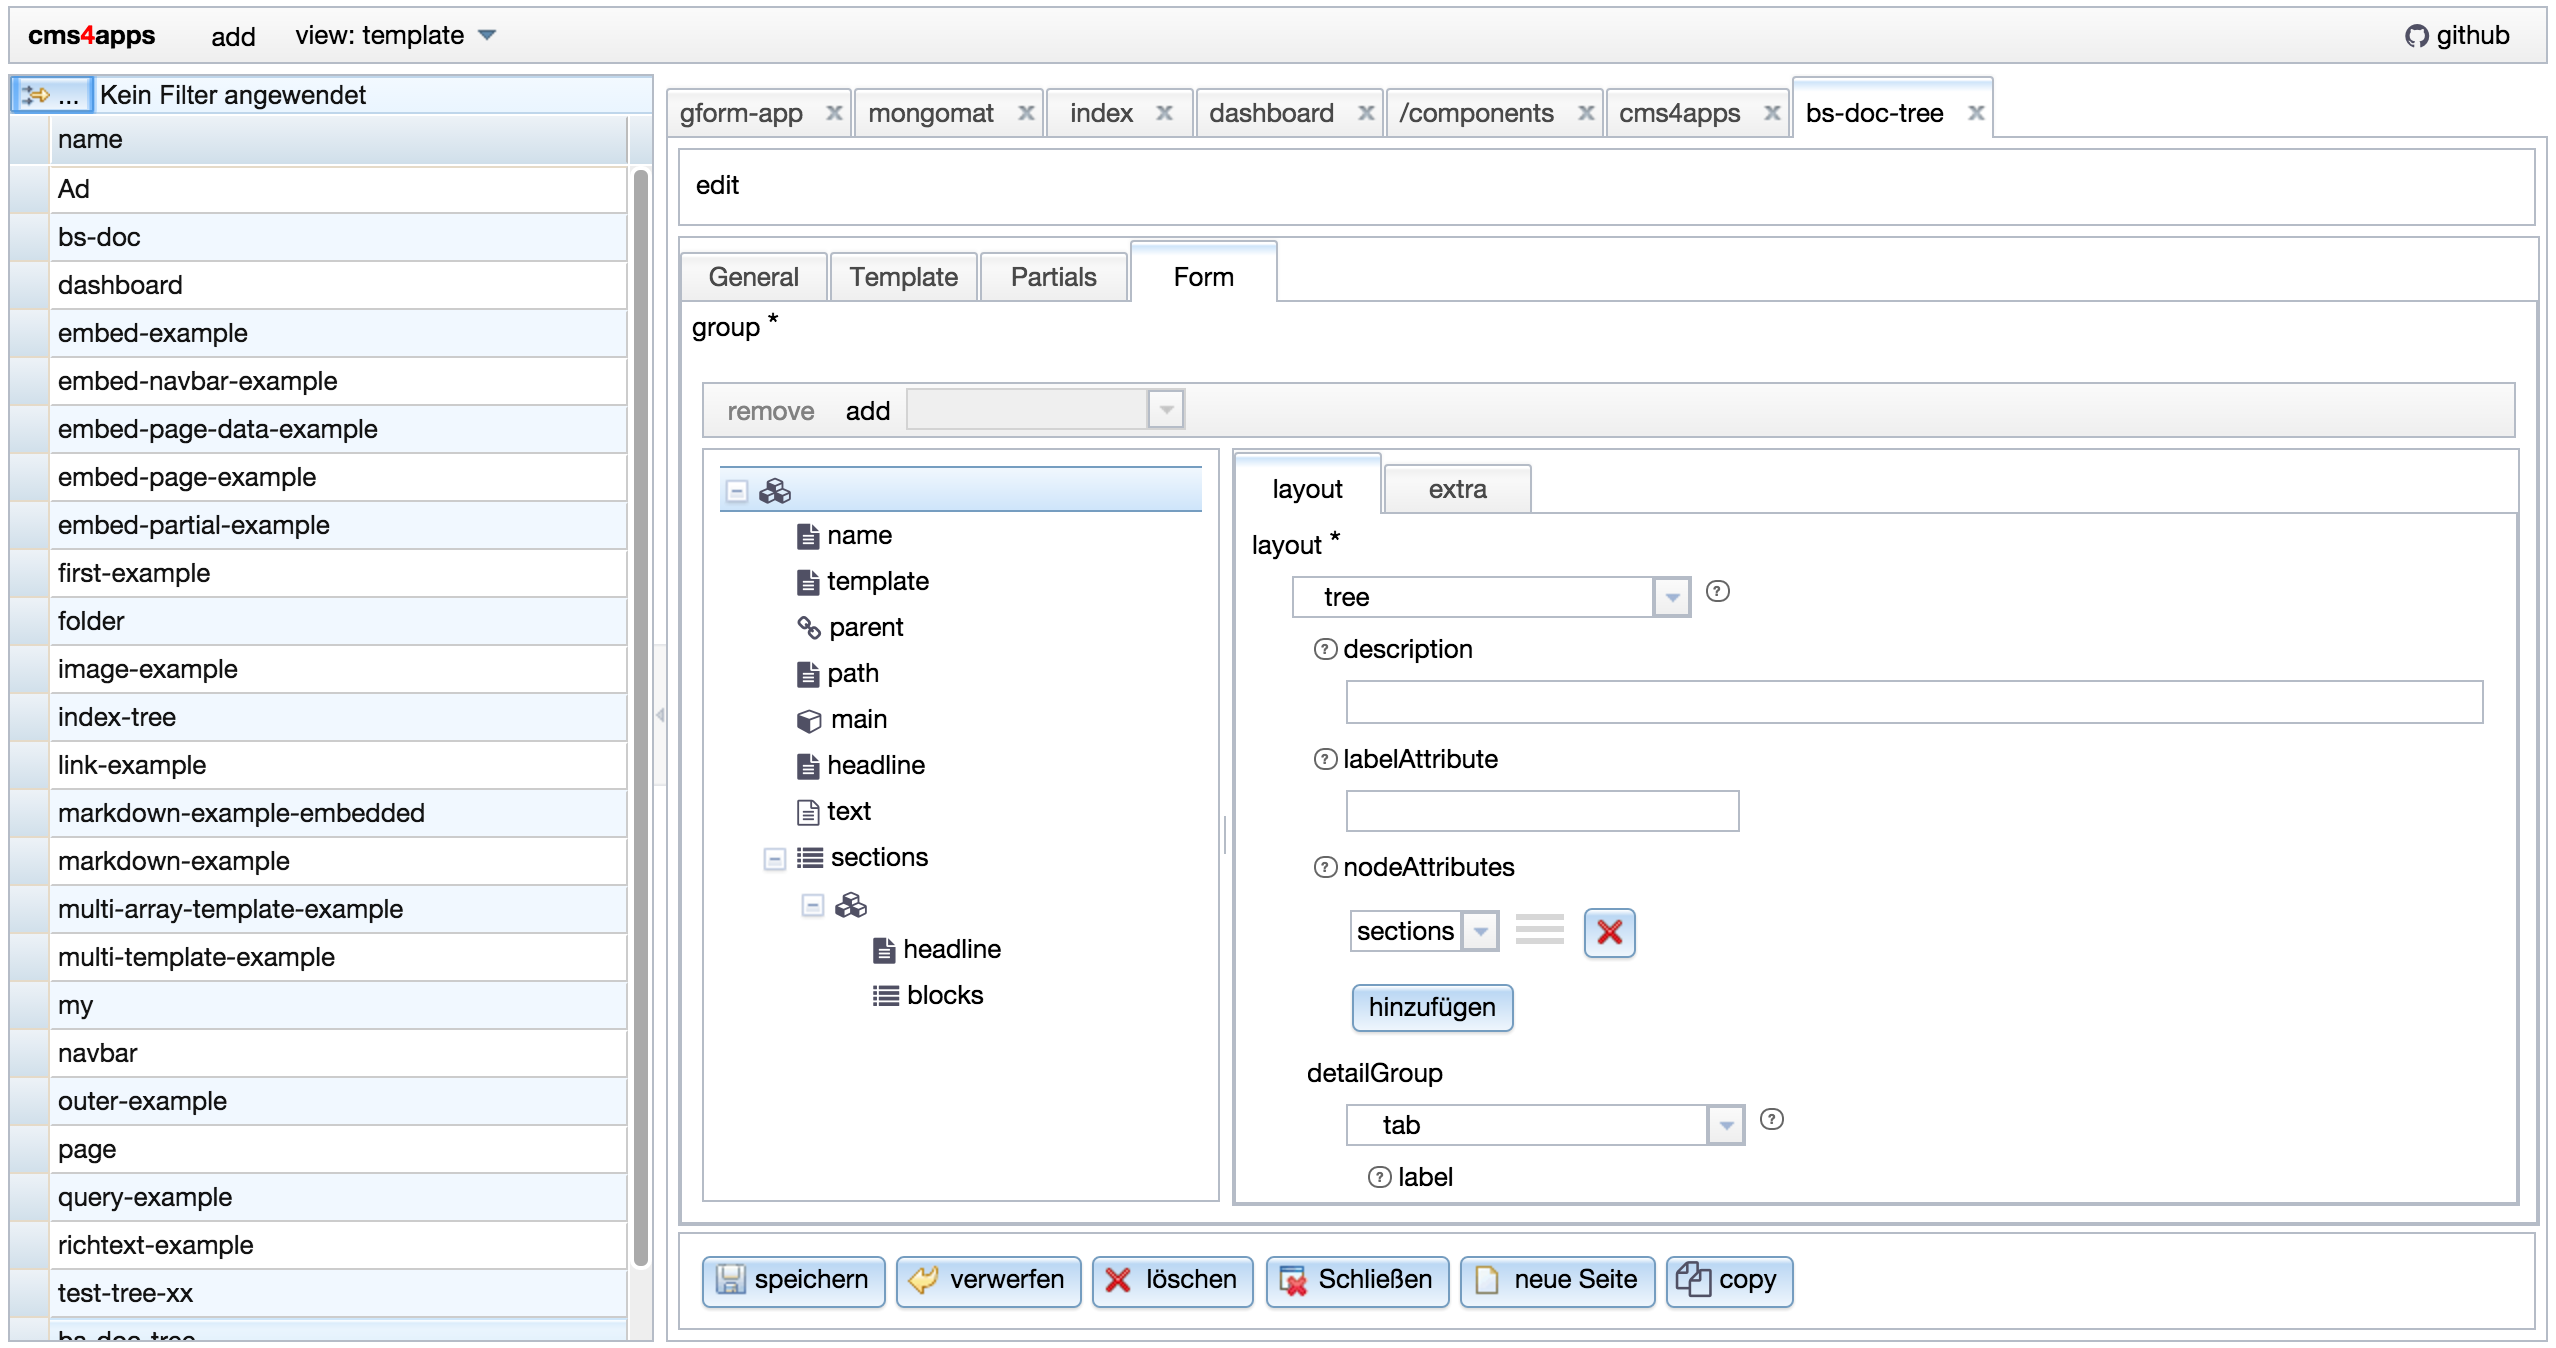 cms4apps add view: template github
... Kein Filter angewendet
name
Ad
bs-doc
dashboard
embed-example
embed-navbar-example
embed-page-data-example
embed-page-example
embed-partial-example
first-example
folder
image-example
index-tree
link-example
markdown-example-embedded
markdown-example
multi-array-template-example
multi-template-example
my
navbar
outer-example
page
query-example
richtext-example
test-tree-xx
bs-doc-tree
gform-app x mongomat x index x dashboard x /components x cms4apps x bs-doc-tree x
edit
General Template Partials Form
group *
remove add
name
template
parent
path
main
headline
text
sections
headline
blocks
layout extra
layout *
tree ?
? description
? labelAttribute
? nodeAttributes
sections
hinzufügen
detailGroup
tab ?
? label
speichern verwerfen löschen Schließen neue Seite copy